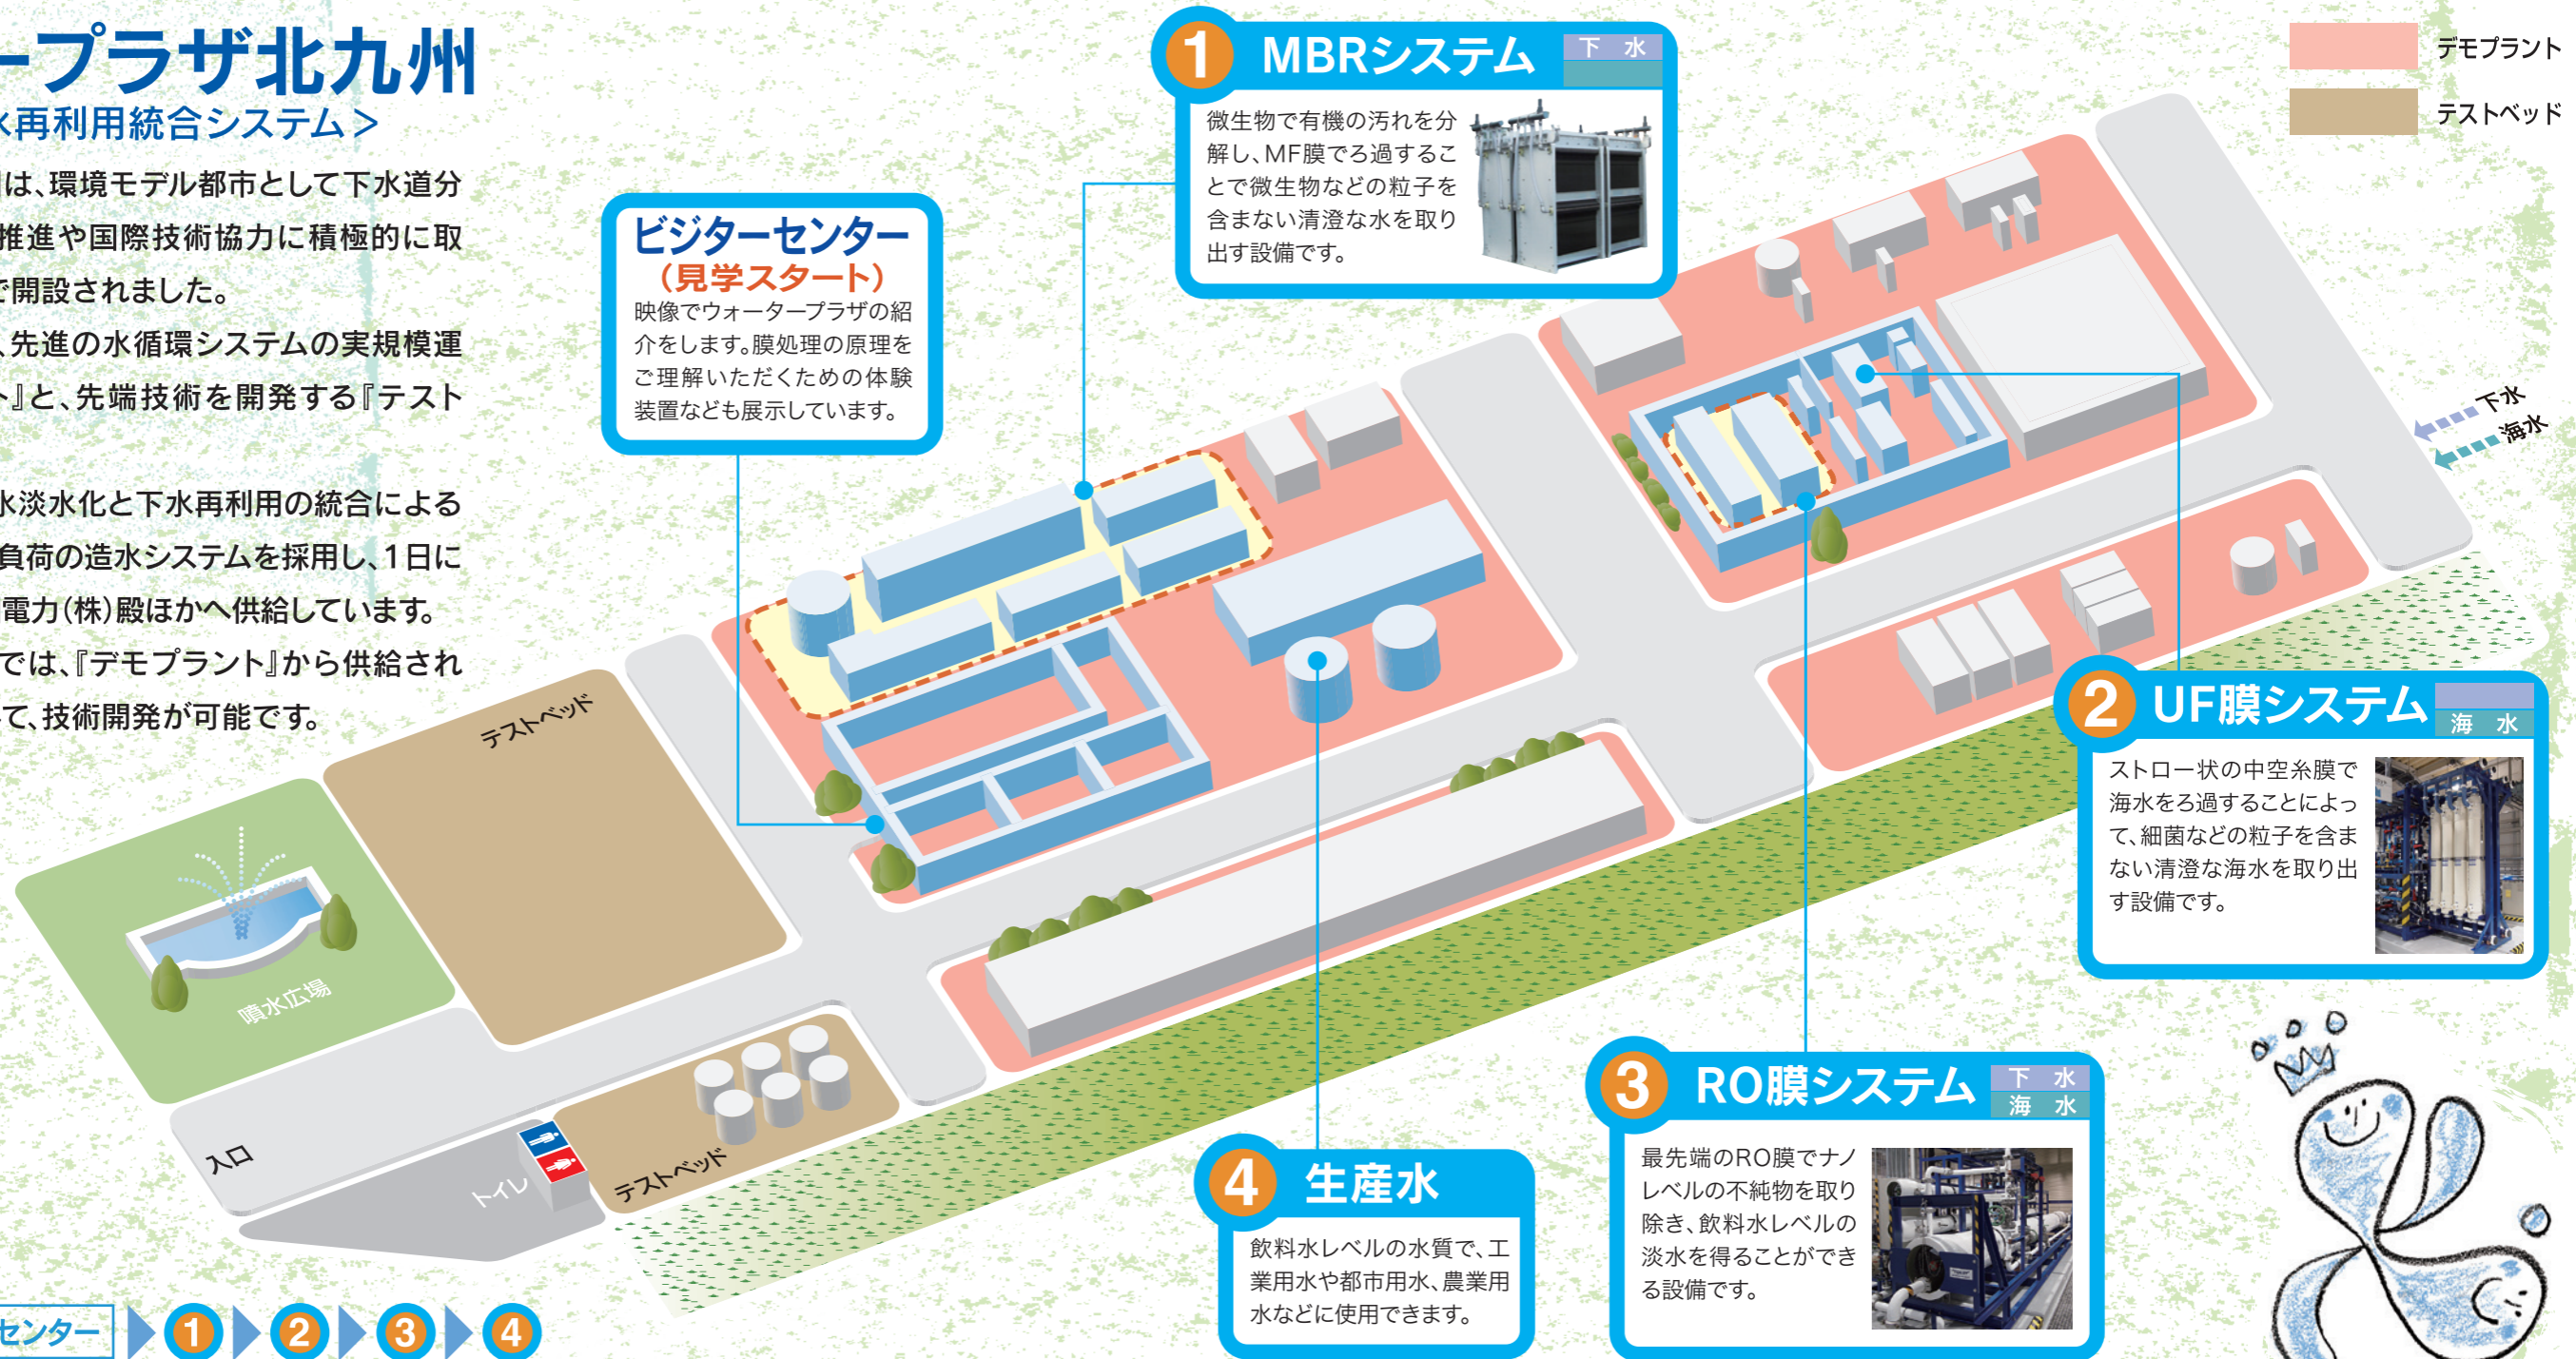 ープラザ北九州
水再利用統合システム＞
は、環境モデル都市として下水道分
推進や国際技術協力に積極的に取
で開設されました。
、先進の水循環システムの実規模運
ト』と、先端技術を開発する『テスト
水淡水化と下水再利用の統合による
負荷の造水システムを採用し、1日に
電力(株)殿ほかへ供給しています。
では、『デモプラント』から供給され
て、技術開発が可能です。
ビジターセンター
（見学スタート）
映像でウォータープラザの紹
介をします。膜処理の原理を
ご理解いただくための体験
装置なども展示しています。
1 MBRシステム 下 水
微生物で有機の汚れを分
解し、MF膜でろ過するこ
とで微生物などの粒子を
含まない清澄な水を取り
出す設備です。
デモプラント
テストベッド
下水
海水
2 UF膜システム 海 水
ストロー状の中空糸膜で
海水をろ過することによっ
て、細菌などの粒子を含ま
ない清澄な海水を取り出
す設備です。
3 RO膜システム 下 水
海 水
最先端のRO膜でナノ
レベルの不純物を取り
除き、飲料水レベルの
淡水を得ることができ
る設備です。
4 生産水
飲料水レベルの水質で、工
業用水や都市用水、農業用
水などに使用できます。
テストベッド
噴水広場
入口
トイレ
テストベッド
センター 1 2 3 4